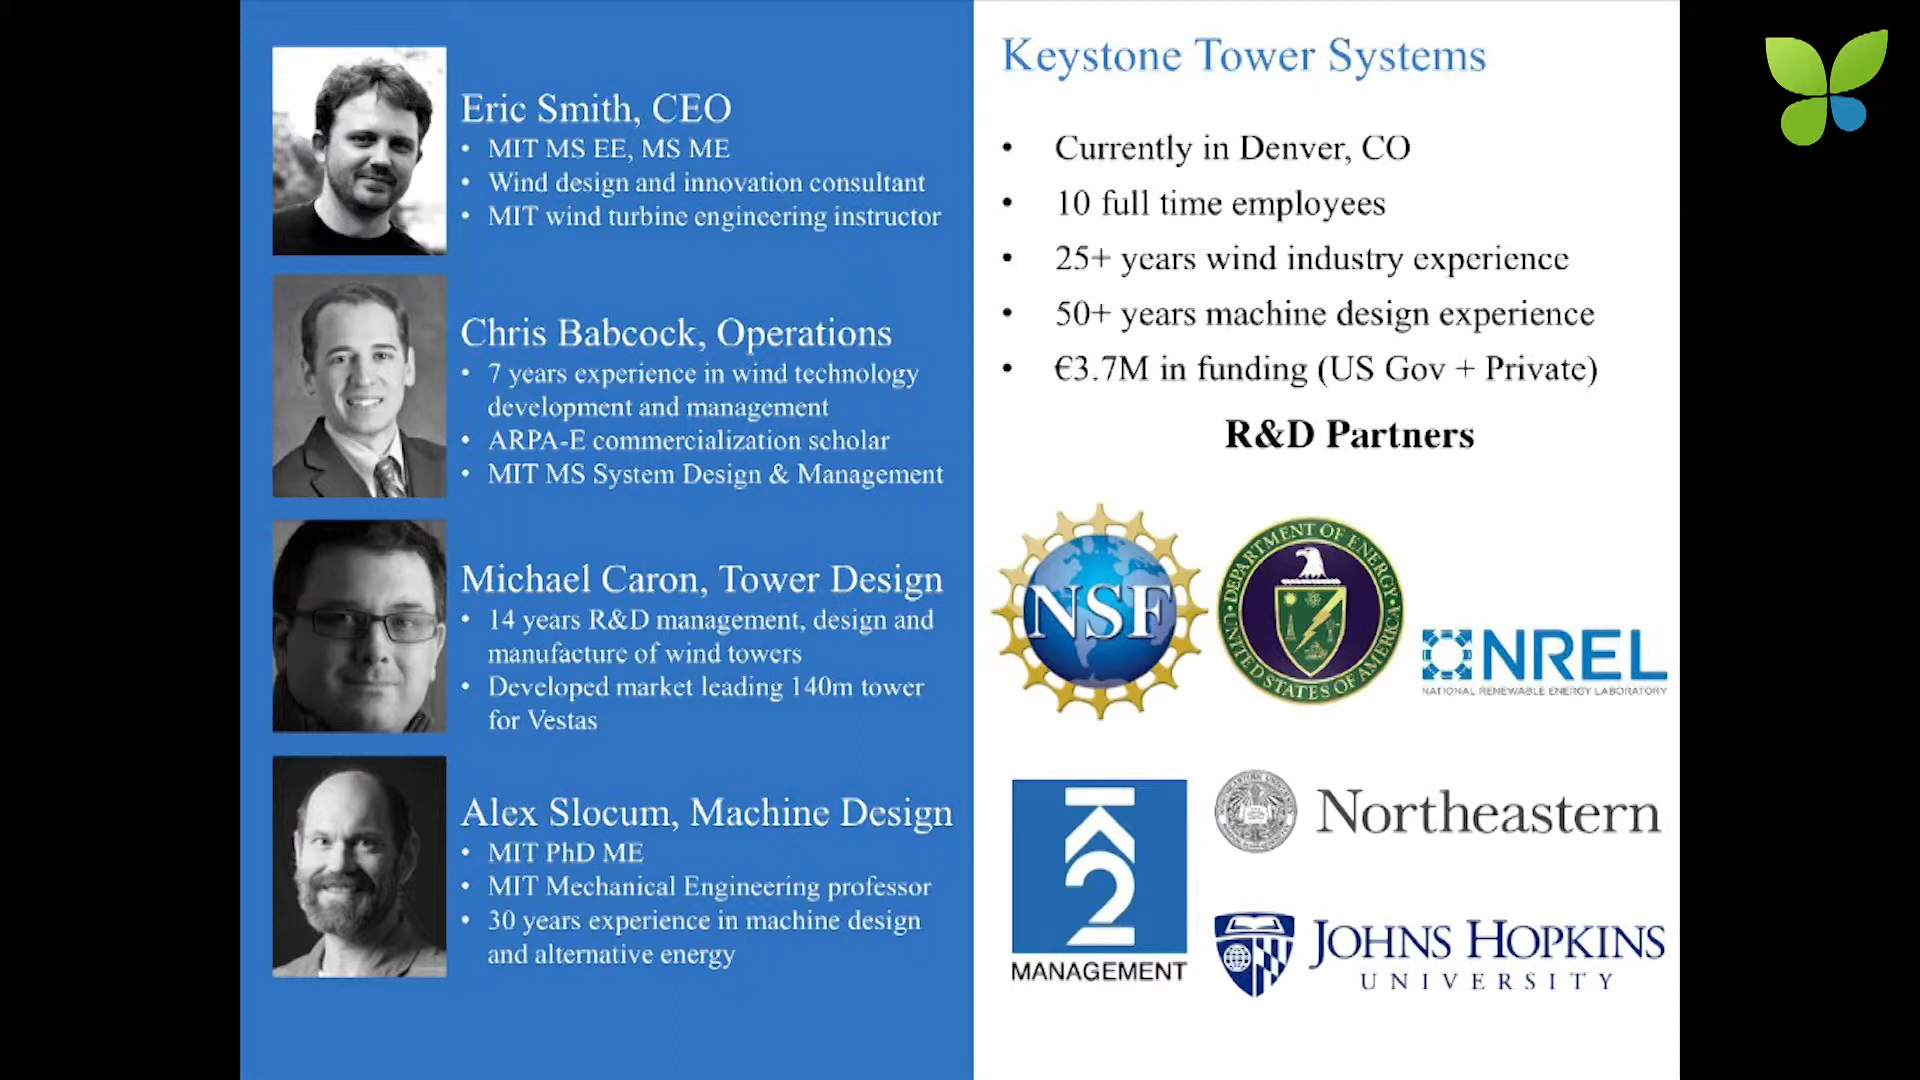 Eric Smith, CEO
• MIT MS EE, MS ME
• Wind design and innovation consultant
• MIT wind turbine engineering instructor
Chris Babcock, Operations
• 7 years experience in wind technology
development and management
• ARPA-E commercialization scholar
• MIT MS System Design & Management
Michael Caron, Tower Design
• 14 years R&D management, design and
manufacture of wind towers
• Developed market leading 140m tower
for Vestas
Alex Slocum, Machine Design
• MIT PhD ME
• MIT Mechanical Engineering professor
• 30 years experience in machine design
and alternative energy
Keystone Tower Systems
• Currently in Denver, CO
• 10 full time employees
• 25+ years wind industry experience
• 50+ years machine design experience
• €3.7M in funding (US Gov + Private)
R&D Partners
NSF
DEPARTMENT OF ENERGY
UNITED STATES OF AMERICA
NREL
NATIONAL RENEWABLE ENERGY LABORATORY
K2
MANAGEMENT
Northeastern
JOHNS HOPKINS
UNIVERSITY